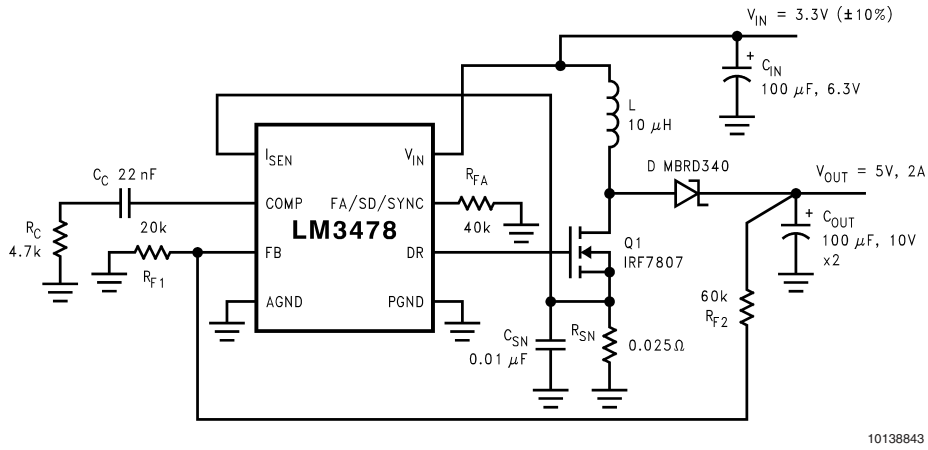 V_IN = 3.3V (±10%)
+
C_IN
100 μF, 6.3V
L
10 μH
I_SEN
V_IN
C_C 22 nF
R_FA
D MBRD340
V_OUT = 5V, 2A
COMP
FA/SD/SYNC
20k
LM3478
40k
R_C
4.7k
+
C_OUT
100 μF, 10V
x2
FB
DR
Q1
IRF7807
R_F1
AGND
PGND
60k
R_F2
C_SN
0.01 μF
R_SN
0.025Ω
10138843